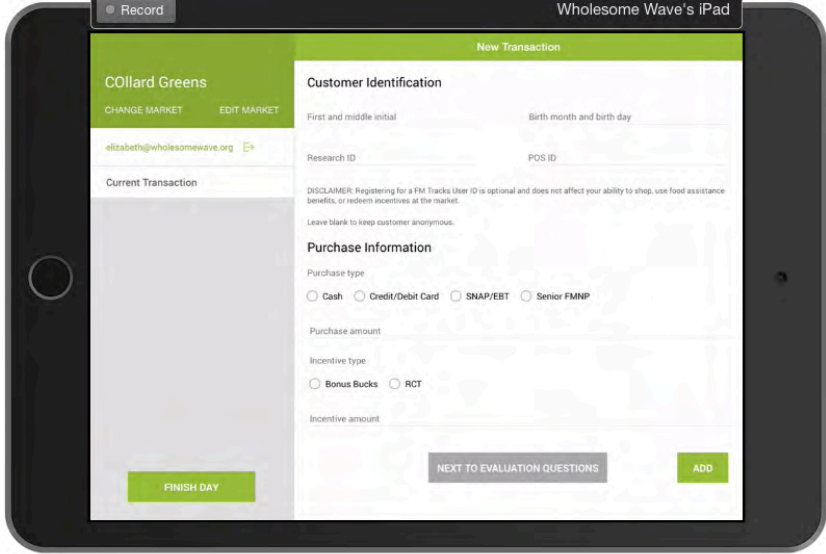 Record
Wholesome Wave's iPad
New Transaction
COllard Greens
CHANGE MARKET EDIT MARKET
elizabeth@wholesomewave.org
Current Transaction
FINISH DAY
Customer Identification
First and middle initial Birth month and birth day
Research ID POS ID
DISCLAIMER: Registering for a FM Tracks User ID is optional and does not affect your ability to shop, use food assistance
benefits, or redeem incentives at the market.
Leave blank to keep customer anonymous.
Purchase Information
Purchase type
Cash Credit/Debit Card SNAP/EBT Senior FMNP
Purchase amount
Incentive type
Bonus Bucks RCT
Incentive amount
NEXT TO EVALUATION QUESTIONS ADD